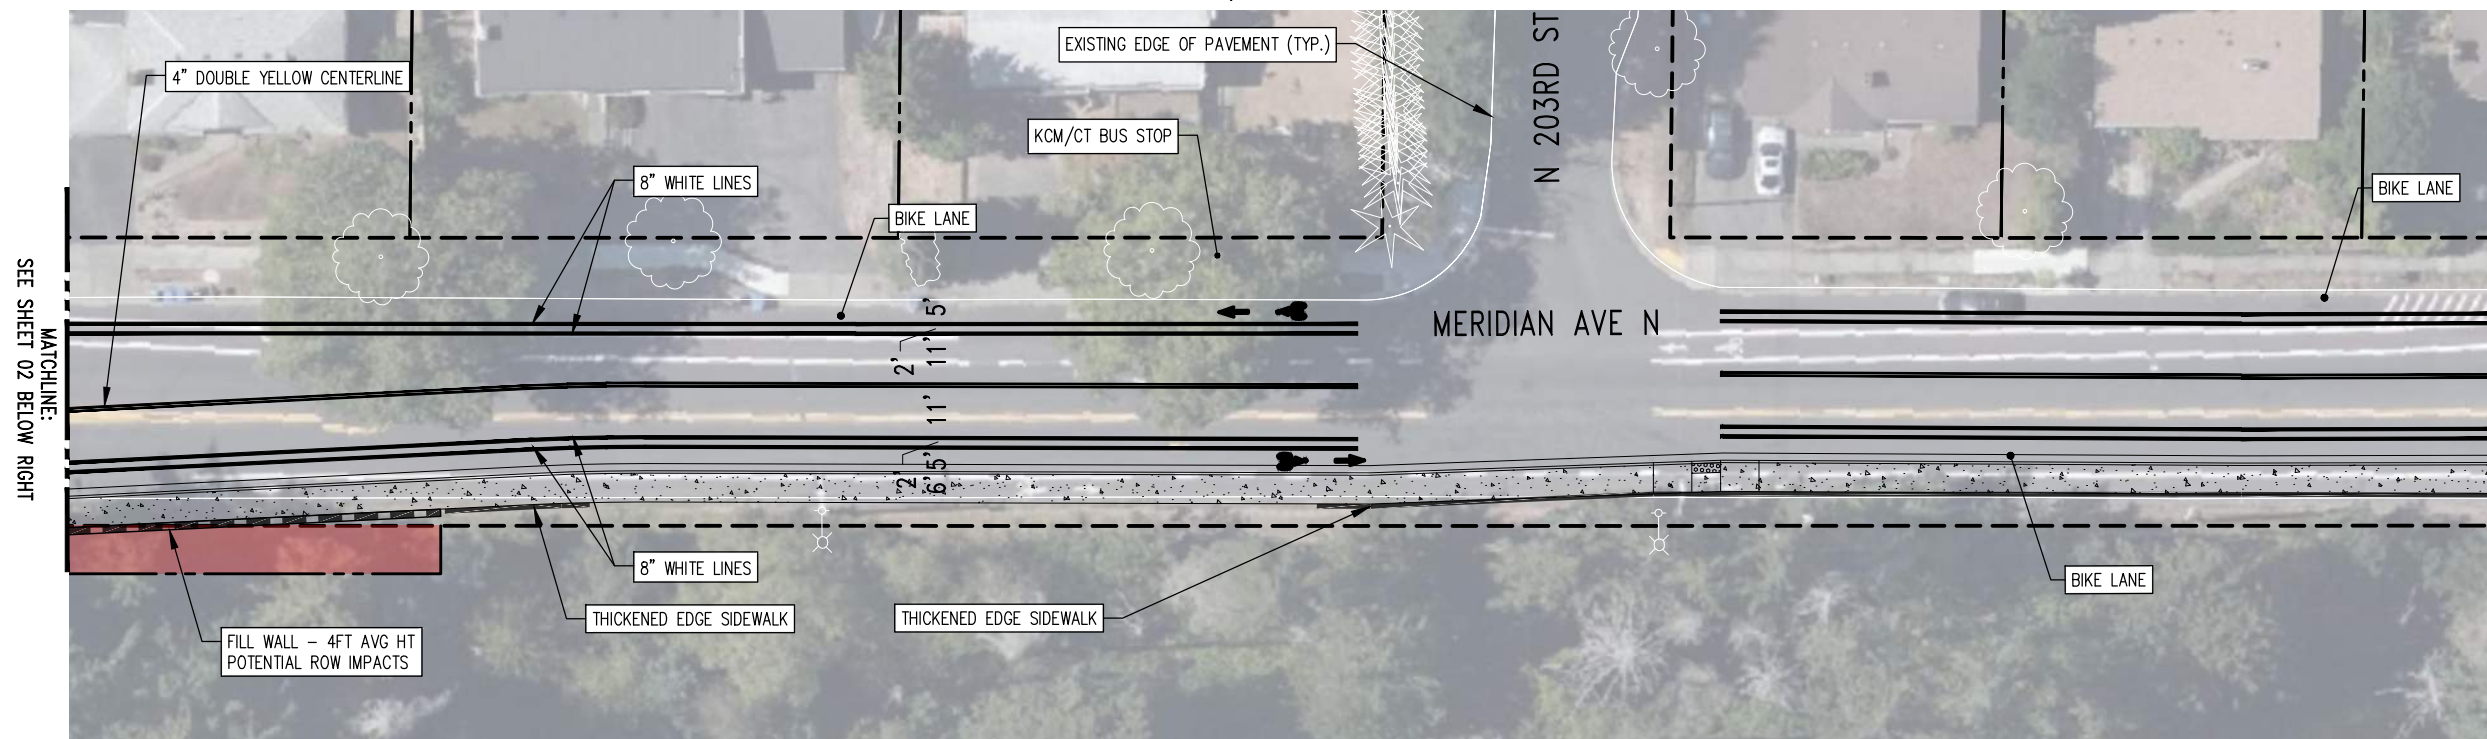 EXISTING EDGE OF PAVEMENT (TYP.)
N 203RD ST
4" DOUBLE YELLOW CENTERLINE
KCM/CT BUS STOP
8" WHITE LINES
BIKE LANE
BIKE LANE
MERIDIAN AVE N
5'
2'
11'
11'
2'
5'
6'
MATCHLINE:
SEE SHEET 02 BELOW RIGHT
8" WHITE LINES
BIKE LANE
THICKENED EDGE SIDEWALK
THICKENED EDGE SIDEWALK
FILL WALL - 4FT AVG HT
POTENTIAL ROW IMPACTS